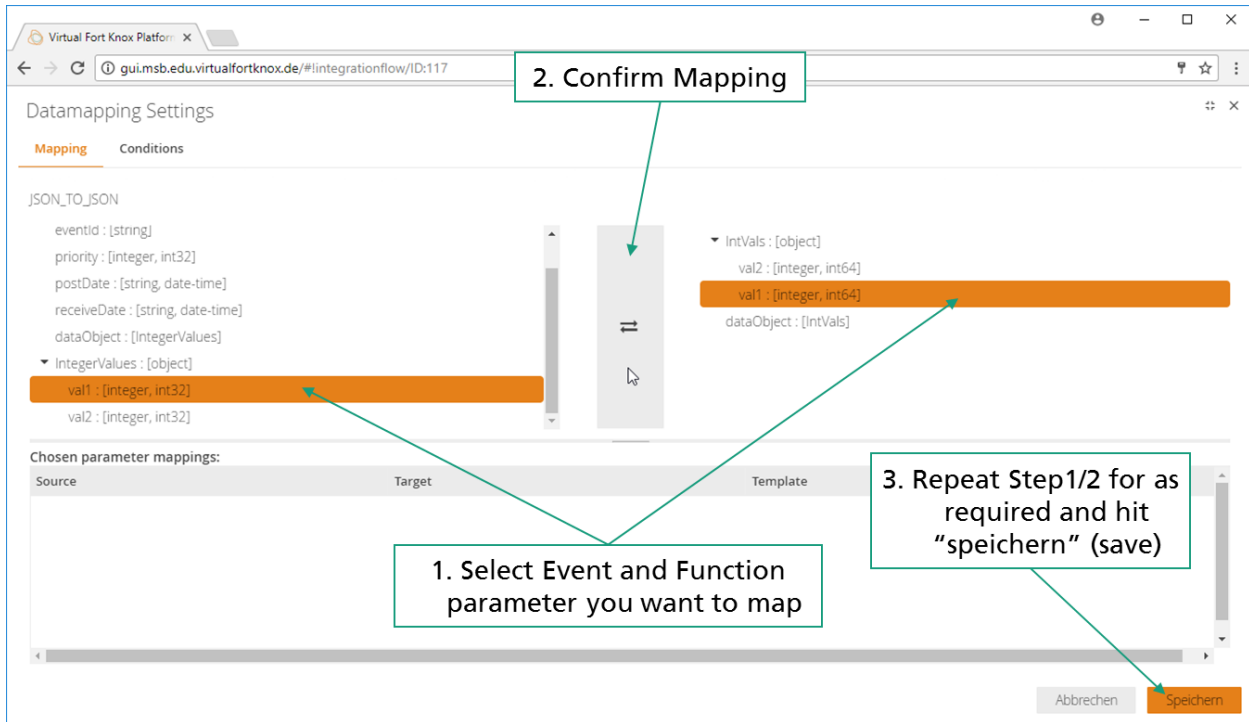 Virtual Fort Knox Platform
gui.msb.edu.virtualfortknox.de/#!integrationflow/ID:117
2. Confirm Mapping
Datamapping Settings
Mapping Conditions
JSON_TO_JSON
eventId : [string]
priority : [integer, int32]
postDate : [string, date-time]
receiveDate : [string, date-time]
dataObject : [IntegerValues]
IntegerValues : [object]
val1 : [integer, int32]
val2 : [integer, int32]
IntVals : [object]
val2 : [integer, int64]
val1 : [integer, int64]
dataObject : [IntVals]
Chosen parameter mappings:
Source Target Template
1. Select Event and Function
parameter you want to map
3. Repeat Step1/2 for as
required and hit
“speichern” (save)
Abbrechen Speichern